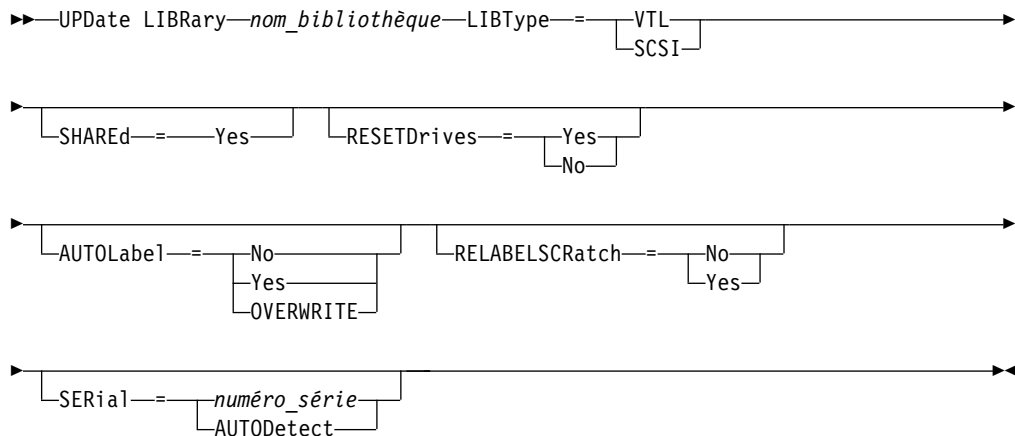 UPDate LIBRary nom_bibliothèque LIBType = VTL
SCSI
SHAREd = Yes RESETDrives = Yes
No
AUTOLabel = No RELABELSCRatch = No
Yes Yes
OVERWRITE
SERial = numéro_série
AUTODetect